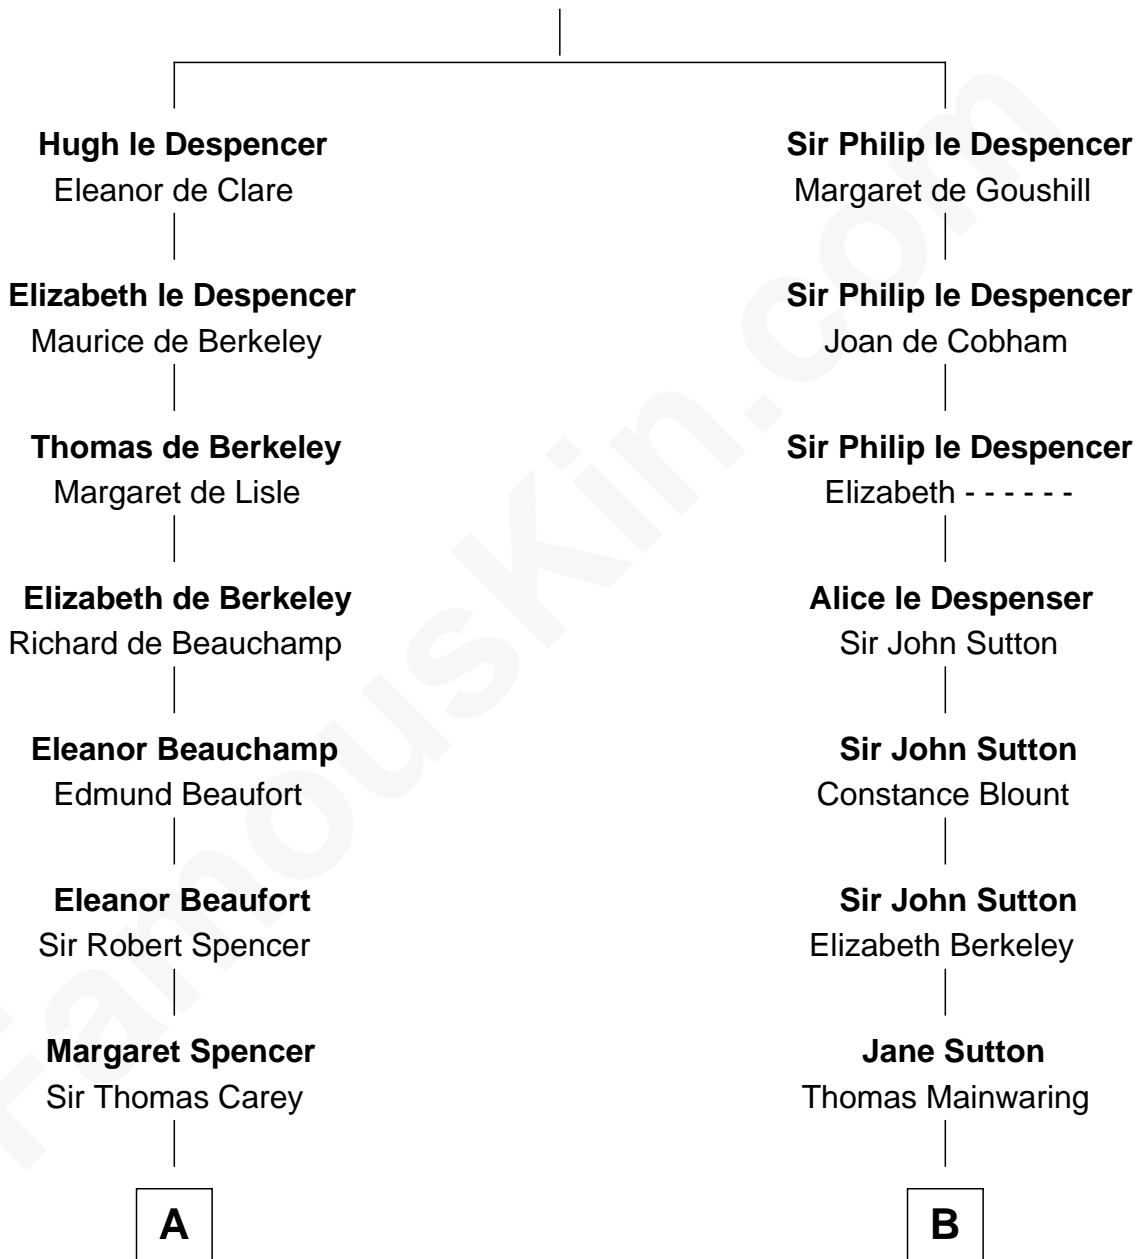 Hugh le Despencer
Eleanor de Clare
Elizabeth le Despencer
Maurice de Berkeley
Thomas de Berkeley
Margaret de Lisle
Elizabeth de Berkeley
Richard de Beauchamp
Eleanor Beauchamp
Edmund Beaufort
Eleanor Beaufort
Sir Robert Spencer
Margaret Spencer
Sir Thomas Carey
A
Sir Philip le Despencer
Margaret de Goushill
Sir Philip le Despencer
Joan de Cobham
Sir Philip le Despencer
Elizabeth - - - - - -
Alice le Despenser
Sir John Sutton
Sir John Sutton
Constance Blount
Sir John Sutton
Elizabeth Berkeley
Jane Sutton
Thomas Mainwaring
B
FamousKin.com